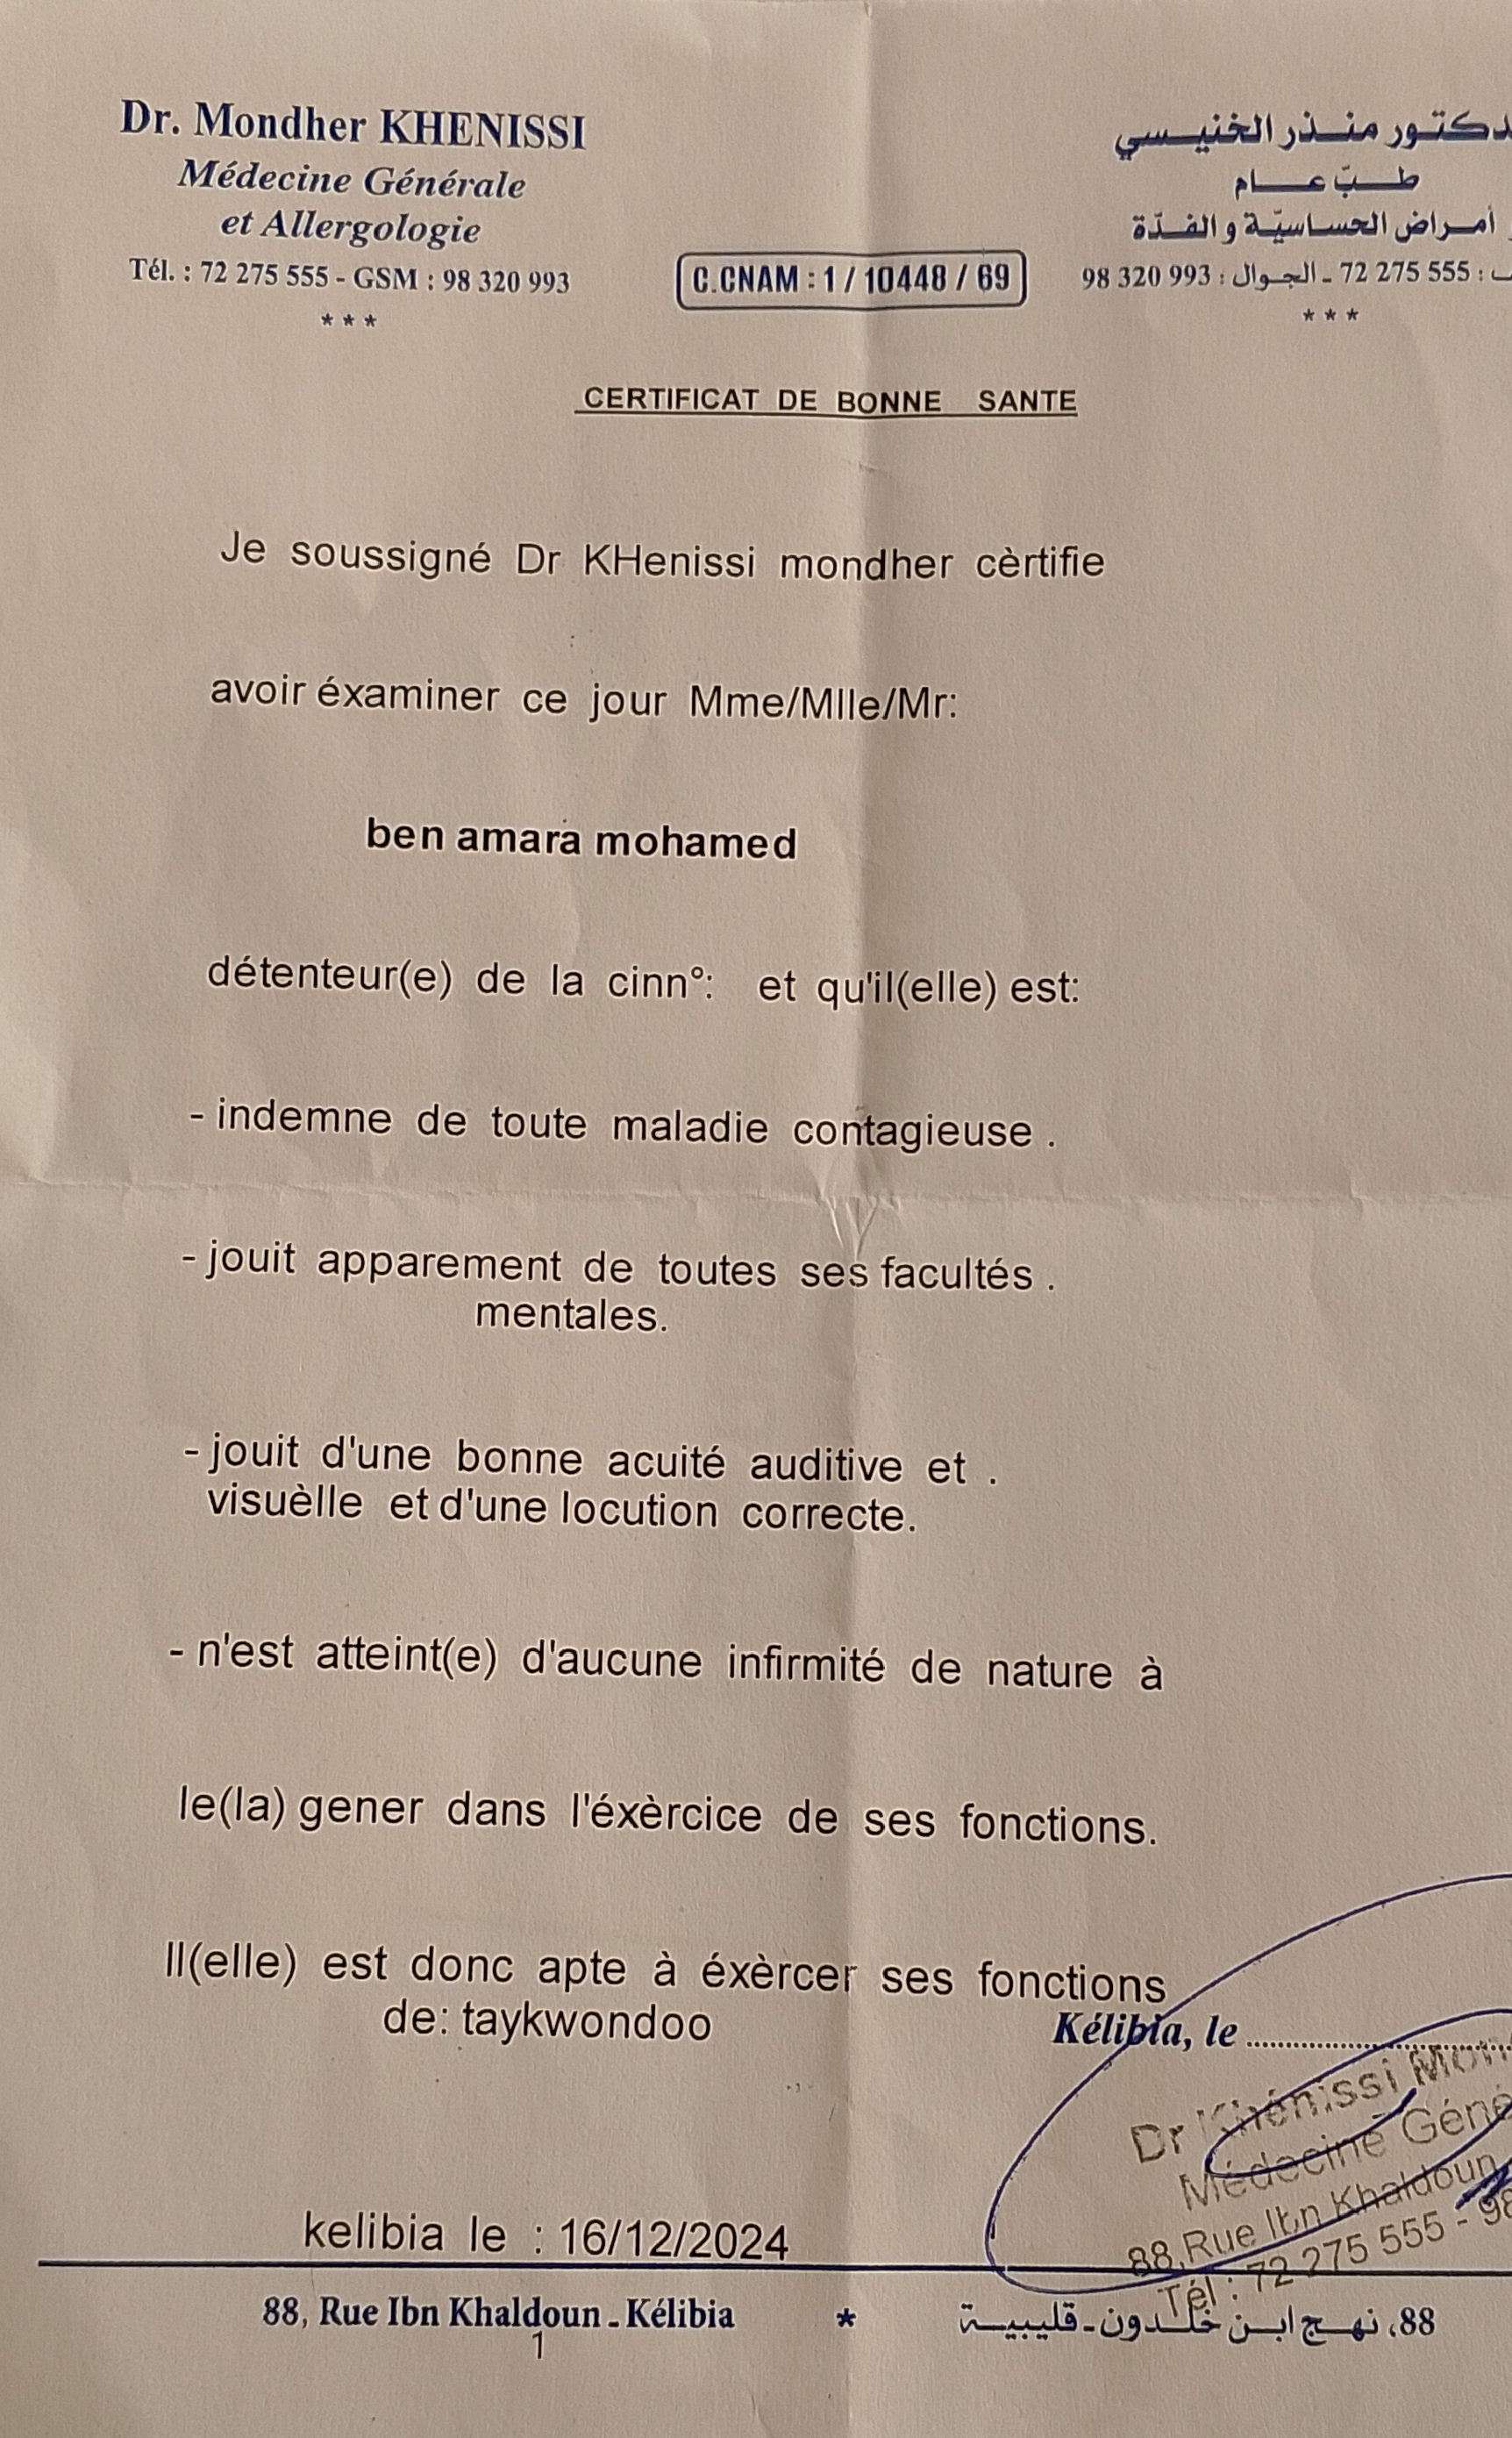 Dr. Mondher KHENISSI
Médecine Générale
et Allergologie
Tél. : 72 275 555 - GSM : 98 320 993
* * *
C.CNAM : 1 / 10448 / 69
منذر الخنيسي
طبّ عام
أمراض الحساسيّة و الغدّة
72 275 555 - الجوال : 98 320 993
* * *
CERTIFICAT DE BONNE SANTE
Je soussigné Dr KHenissi mondher cèrtifie
avoir éxaminer ce jour Mme/Mlle/Mr:
ben amara mohamed
détenteur(e) de la cinn°: et qu'il(elle) est:
- indemne de toute maladie contagieuse .
- jouit apparement de toutes ses facultés .
mentales.
- jouit d'une bonne acuité auditive et .
visuèlle et d'une locution correcte.
- n'est atteint(e) d'aucune infirmité de nature à
le(la) gener dans l'éxèrcice de ses fonctions.
Il(elle) est donc apte à éxèrcer ses fonctions
de: taykwondoo
Kélibia, le
Dr Khénissi
Médecine
88,Rue Ibn Khaldoun
Tél : 72 275 555 - 98
kelibia le : 16/12/2024
88, Rue Ibn Khaldoun - Kélibia * 88، نهج ابن خلدون - قليبية
1